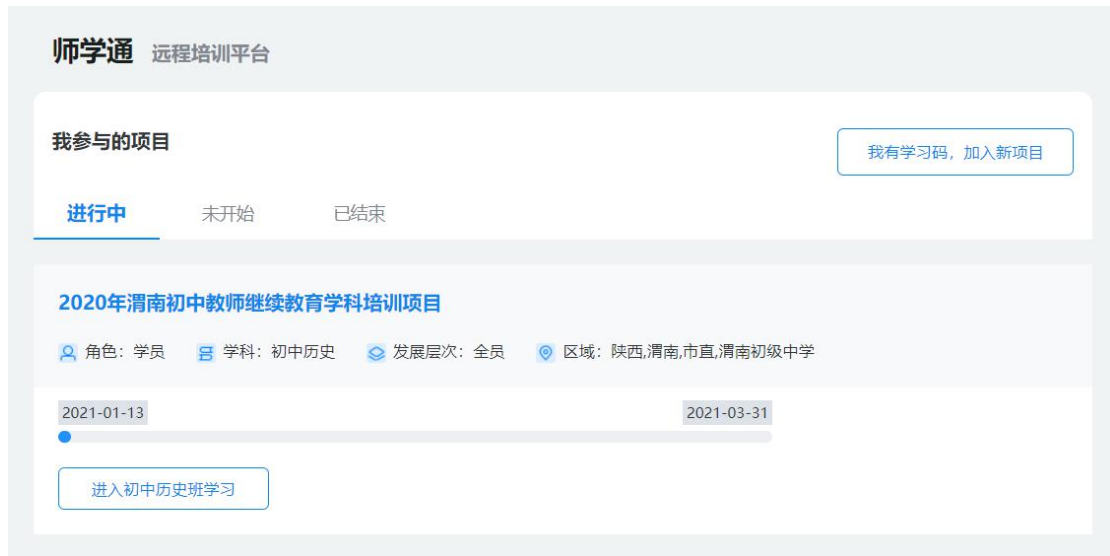 师学通 远程培训平台
我参与的项目
我有学习码，加入新项目
进行中 未开始 已结束
2020年渭南初中教师继续教育学科培训项目
角色：学员 学科：初中历史 发展层次：全员 区域：陕西,渭南,市直,渭南初级中学
2021-01-13 2021-03-31
进入初中历史班学习